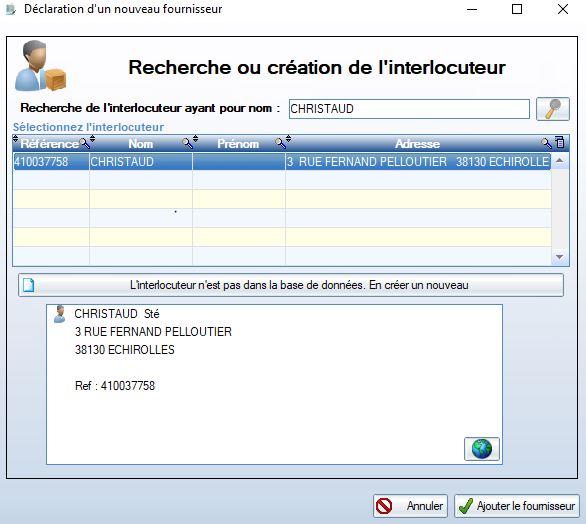 Déclaration d'un nouveau fournisseur
Recherche ou création de l'interlocuteur
Recherche de l'interlocuteur ayant pour nom : CHRISTAUD
Sélectionnez l'interlocuteur
Référence Nom Prénom Adresse
410037758 CHRISTAUD 3 RUE FERNAND PELLOUTIER 38130 ECHIROLLE
L'interlocuteur n'est pas dans la base de données. En créer un nouveau
CHRISTAUD Sté
3 RUE FERNAND PELLOUTIER
38130 ECHIROLLES
Ref : 410037758
Annuler Ajouter le fournisseur